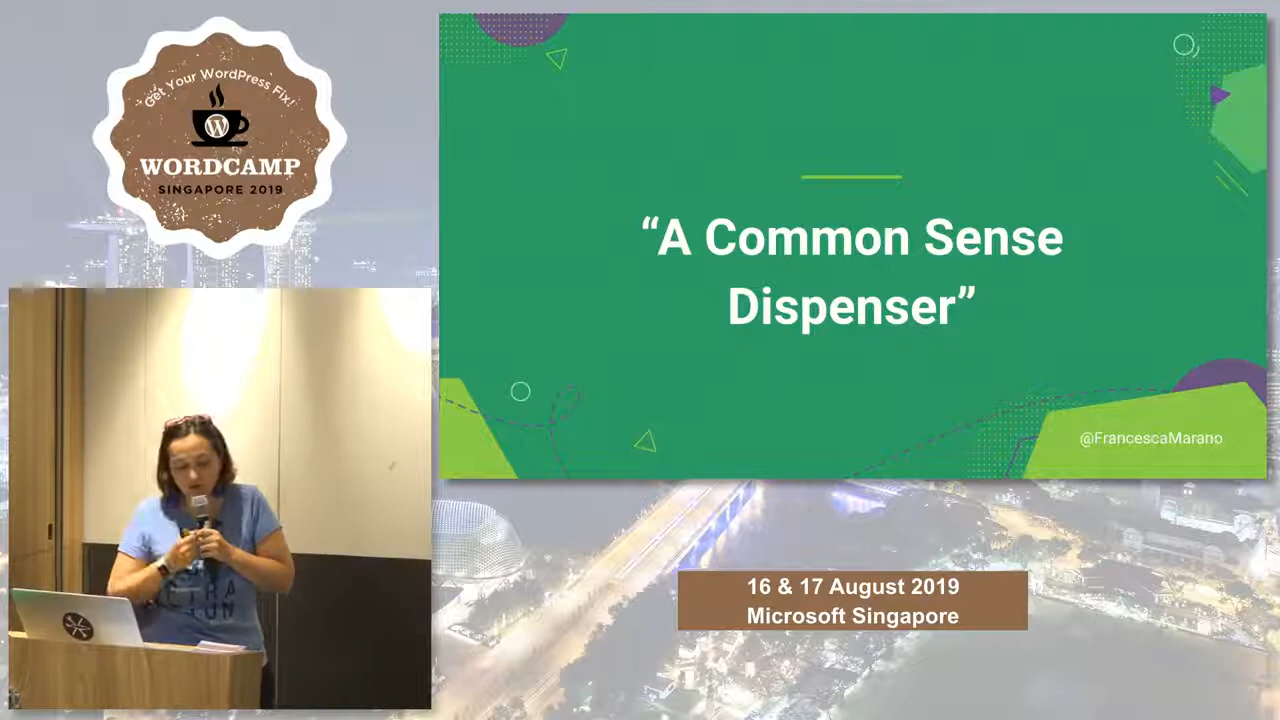 Get Your WordPress Fix!
WORDCAMP
SINGAPORE 2019
“A Common Sense
Dispenser”
@FrancescaMarano
16 & 17 August 2019
Microsoft Singapore